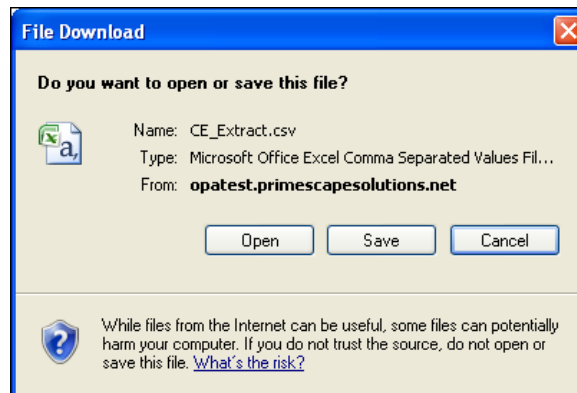 File Download
Do you want to open or save this file?
Name: CE_Extract.csv
Type: Microsoft Office Excel Comma Separated Values Fil...
From: opatest.primescapesolutions.net
Open Save Cancel
While files from the Internet can be useful, some files can potentially
harm your computer. If you do not trust the source, do not open or
save this file. What's the risk?